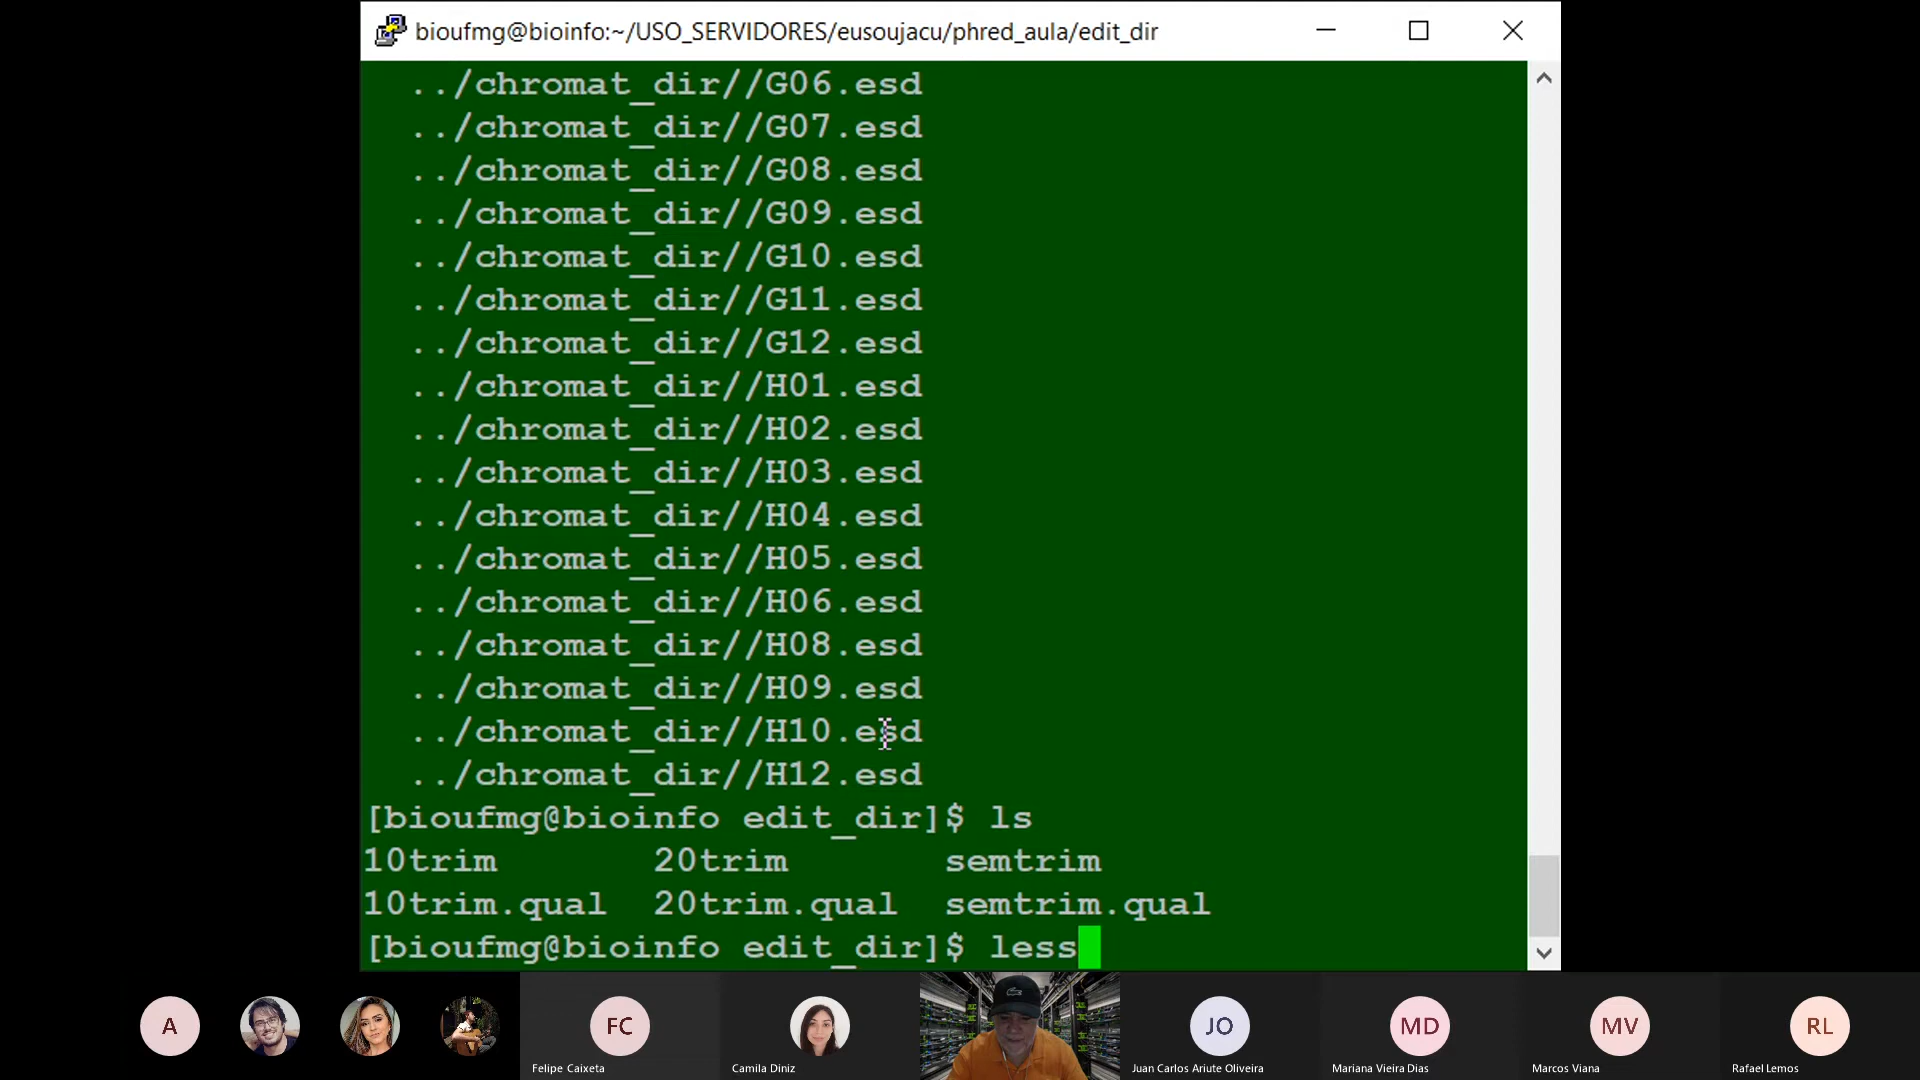 bioufmg@bioinfo:~/USO_SERVIDORES/eusoujacu/phred_aula/edit_dir
../chromat_dir//G06.esd
../chromat_dir//G07.esd
../chromat_dir//G08.esd
../chromat_dir//G09.esd
../chromat_dir//G10.esd
../chromat_dir//G11.esd
../chromat_dir//G12.esd
../chromat_dir//H01.esd
../chromat_dir//H02.esd
../chromat_dir//H03.esd
../chromat_dir//H04.esd
../chromat_dir//H05.esd
../chromat_dir//H06.esd
../chromat_dir//H08.esd
../chromat_dir//H09.esd
../chromat_dir//H10.esd
../chromat_dir//H12.esd
[bioufmg@bioinfo edit_dir]$ ls
10trim 20trim semtrim
10trim.qual 20trim.qual semtrim.qual
[bioufmg@bioinfo edit_dir]$ less
A FC JO MD MV RL
Felipe Caixeta Camila Diniz Juan Carlos Ariute Oliveira Mariana Vieira Dias Marcos Viana Rafael Lemos